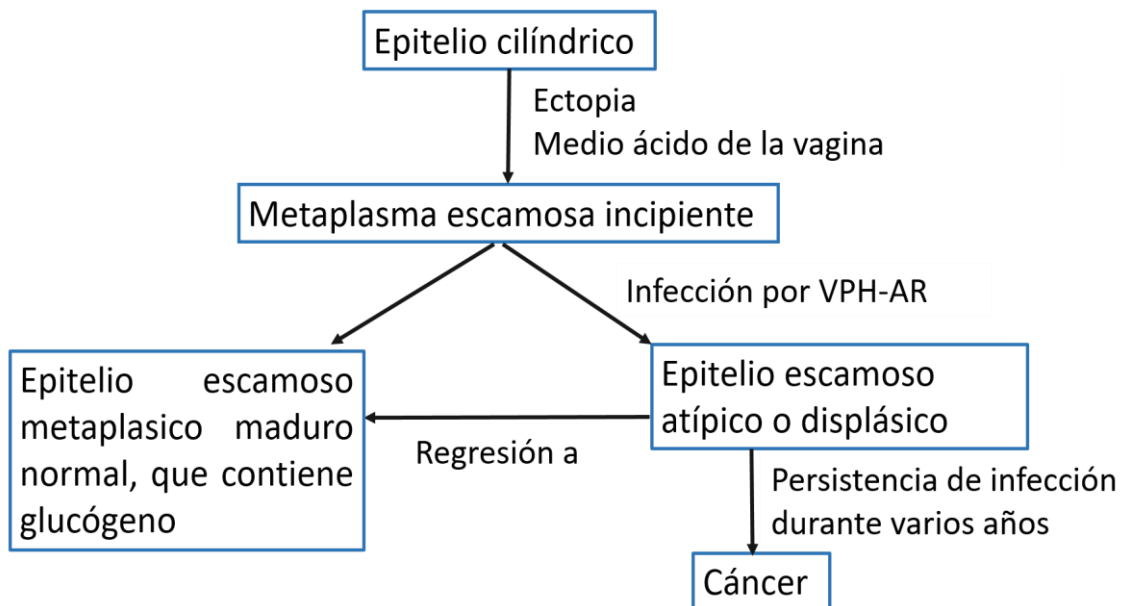 Epitelio cilíndrico
Ectopia
Medio ácido de la vagina
Metaplasma escamosa incipiente
Infección por VPH-AR
Epitelio escamoso
metaplasico maduro
normal, que contiene
glucógeno
Epitelio escamoso
atípico o displásico
Regresión a
Persistencia de infección
durante varios años
Cáncer